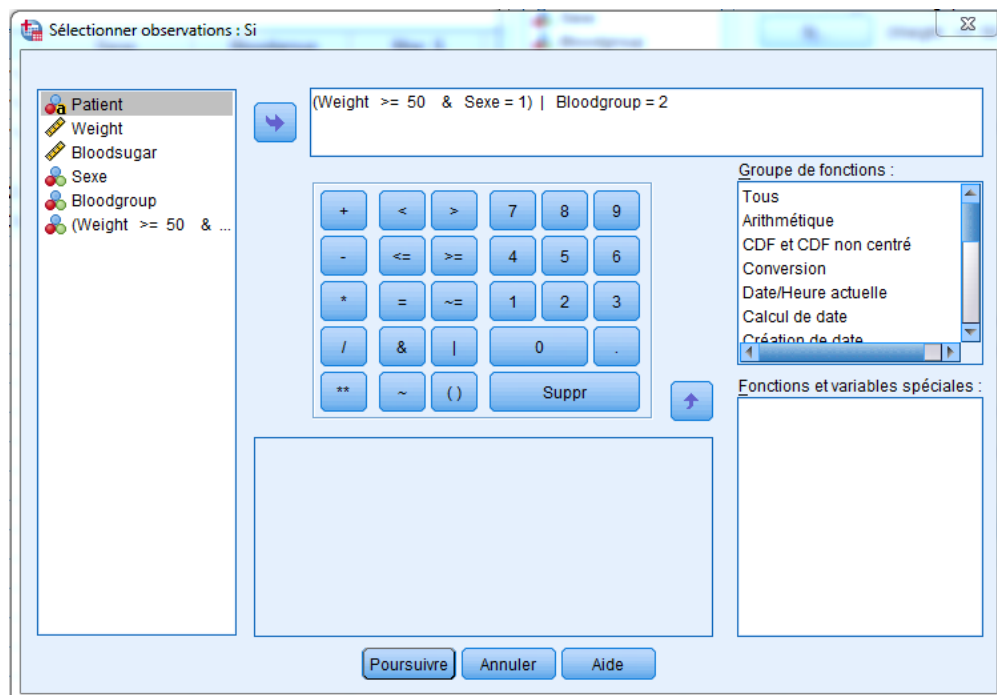 Sélectionner observations : Si
Patient
Weight
Bloodsugar
Sexe
Bloodgroup
(Weight >= 50 & ...
(Weight >= 50 & Sexe = 1) | Bloodgroup = 2
+ < > 7 8 9
- <= >= 4 5 6
* = ~= 1 2 3
/ & | 0 .
** ~ ( ) Suppr
Groupe de fonctions :
Tous
Arithmétique
CDF et CDF non centré
Conversion
Date/Heure actuelle
Calcul de date
Création de date
Fonctions et variables spéciales :
Poursuivre Annuler Aide